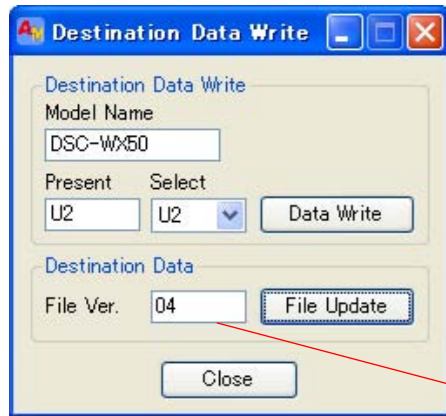 AM Destination Data Write
Destination Data Write
Model Name
DSC-WX50
Present Select
U2 U2 Data Write
Destination Data
File Ver. 04 File Update
Close